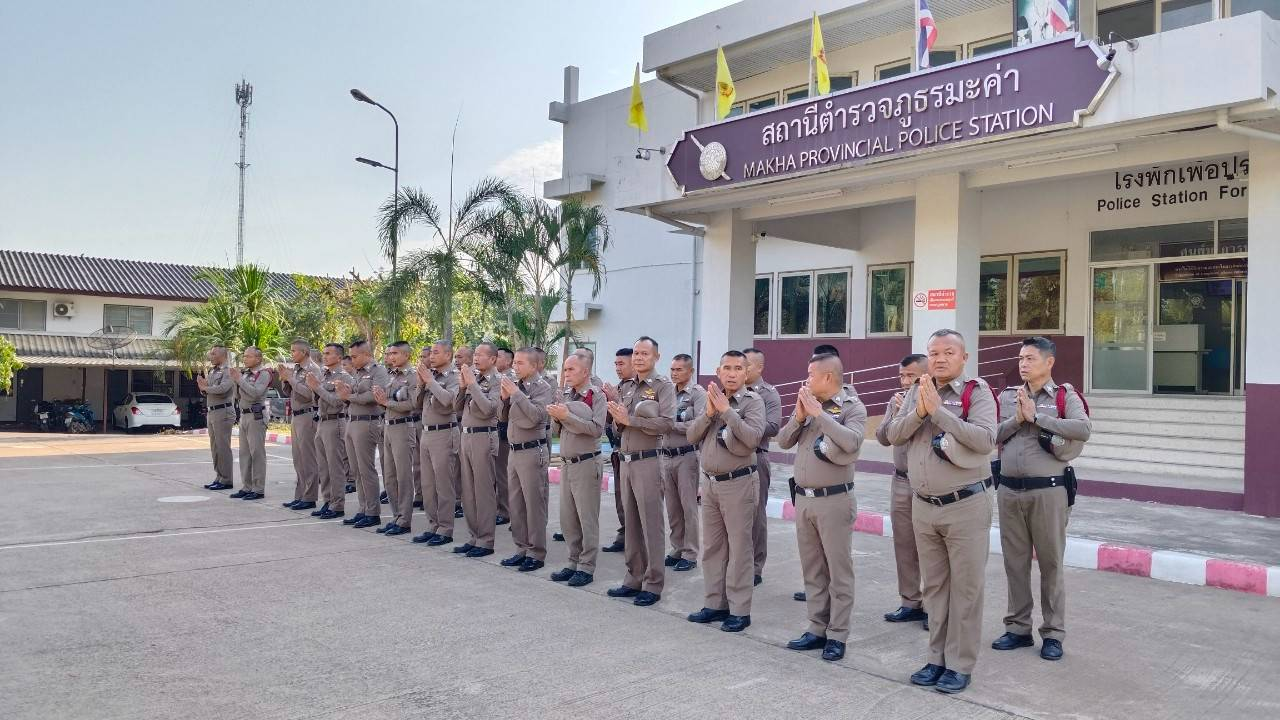 สถานีตำรวจภูธรมะค่า
MAKHA PROVINCIAL POLICE STATION
โรงพักเพื่อประ
Police Station For